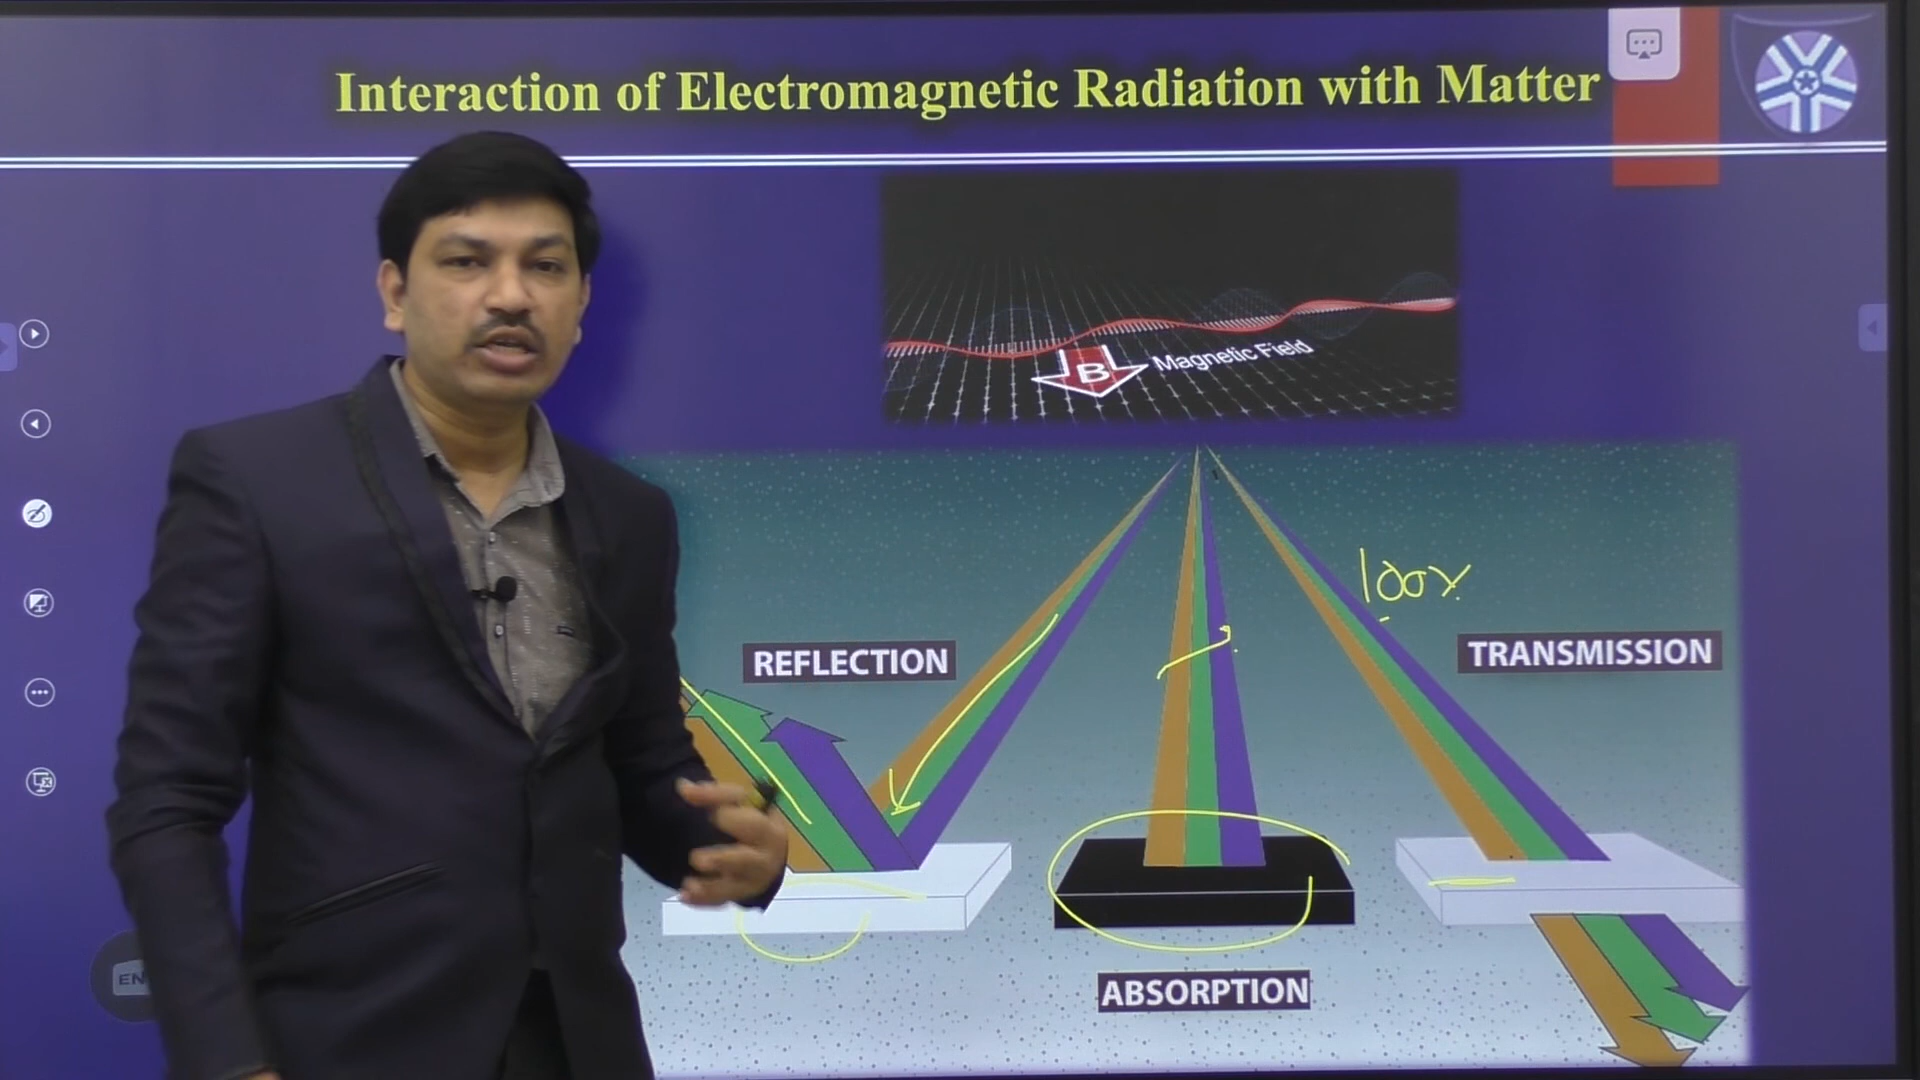 Interaction of Electromagnetic Radiation with Matter
B Magnetic Field
100%
REFLECTION
TRANSMISSION
ABSORPTION
EN